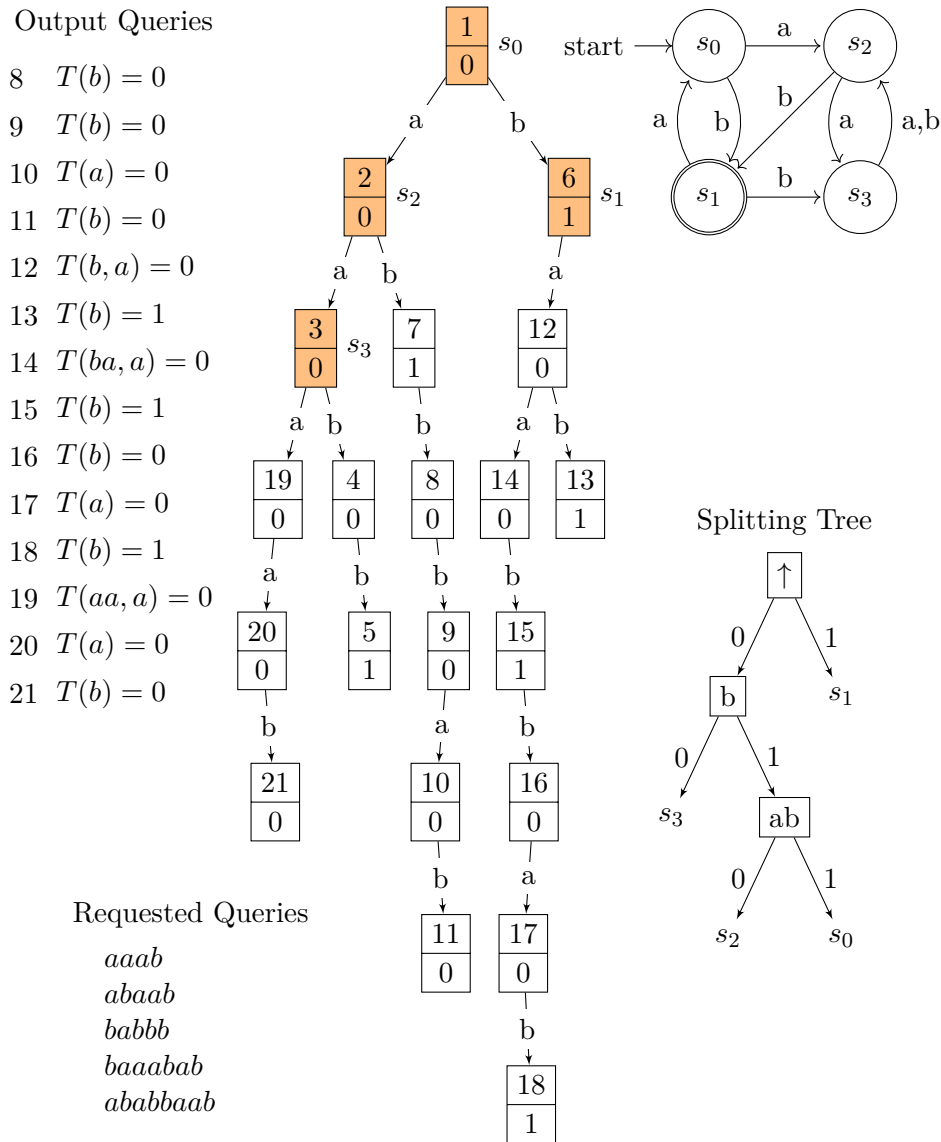 Output Queries
8 T(b) = 0
9 T(b) = 0
10 T(a) = 0
11 T(b) = 0
12 T(b, a) = 0
13 T(b) = 1
14 T(ba, a) = 0
15 T(b) = 1
16 T(b) = 0
17 T(a) = 0
18 T(b) = 1
19 T(aa, a) = 0
20 T(a) = 0
21 T(b) = 0
1
0
s₀
a b
2
0
s₂
6
1
s₁
a b a
3
0
s₃
7
1
12
0
a b b a b
19 4 8 14 13
0 0 0 0 1
a b b b
20 5 9 15
0 1 0 1
b a b
21 10 16
0 0 0
b a
11 17
0 0
b
18
1
start
s₀ a s₂
a b b a a,b
s₁ b s₃
Splitting Tree
↑
0 1
b s₁
0 1
s₃ ab
0 1
s₂ s₀
Requested Queries
aaab
abaab
babbb
baaabab
ababbaab